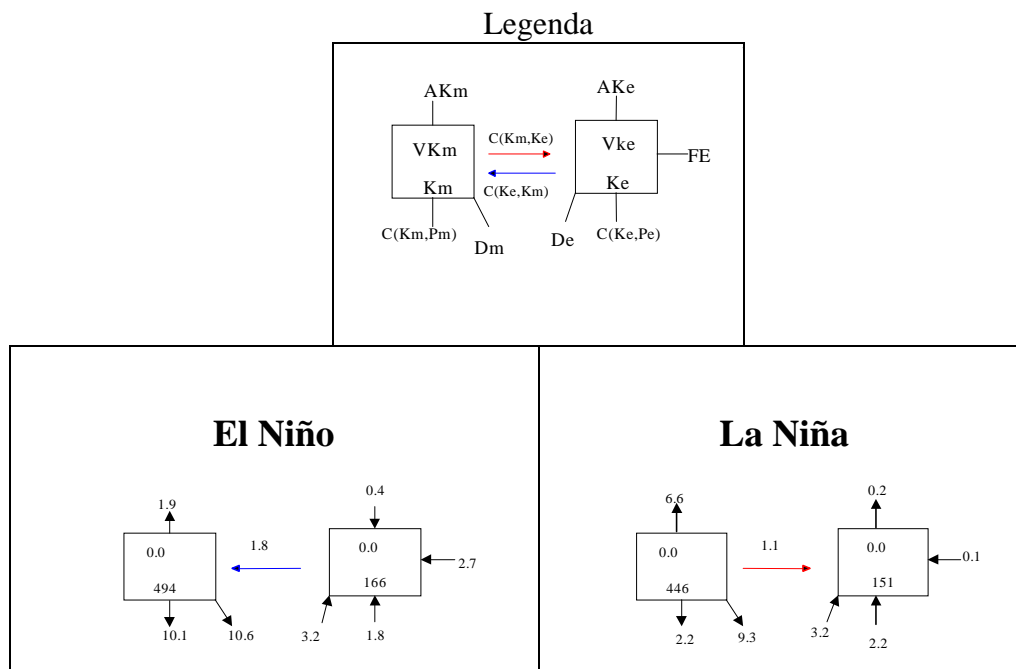 Legenda
AKm AKe
VKm C(Km,Ke) Vke FE
Km C(Ke,Km) Ke
C(Km,Pm) Dm De C(Ke,Pe)
El Niño
1.9 0.4
0.0 1.8 0.0 2.7
494 166
10.1 10.6 3.2 1.8
La Niña
6.6 0.2
0.0 1.1 0.0 0.1
446 151
2.2 9.3 3.2 2.2